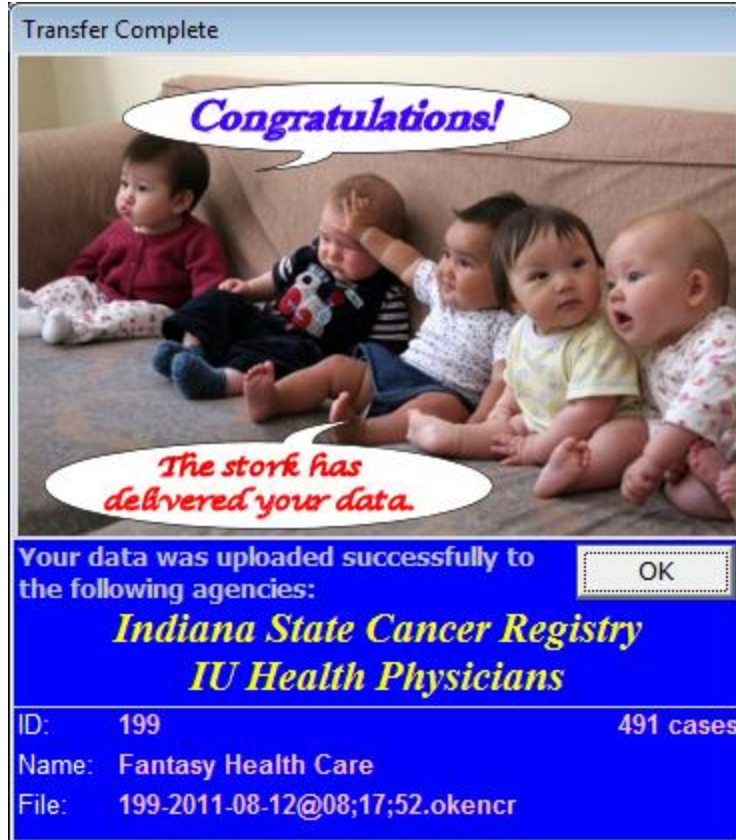 Transfer Complete
Congratulations!
The stork has
delivered your data.
Your data was uploaded successfully to
the following agencies:
OK
Indiana State Cancer Registry
IU Health Physicians
ID: 199 491 cases
Name: Fantasy Health Care
File: 199-2011-08-12@08;17;52.okencr